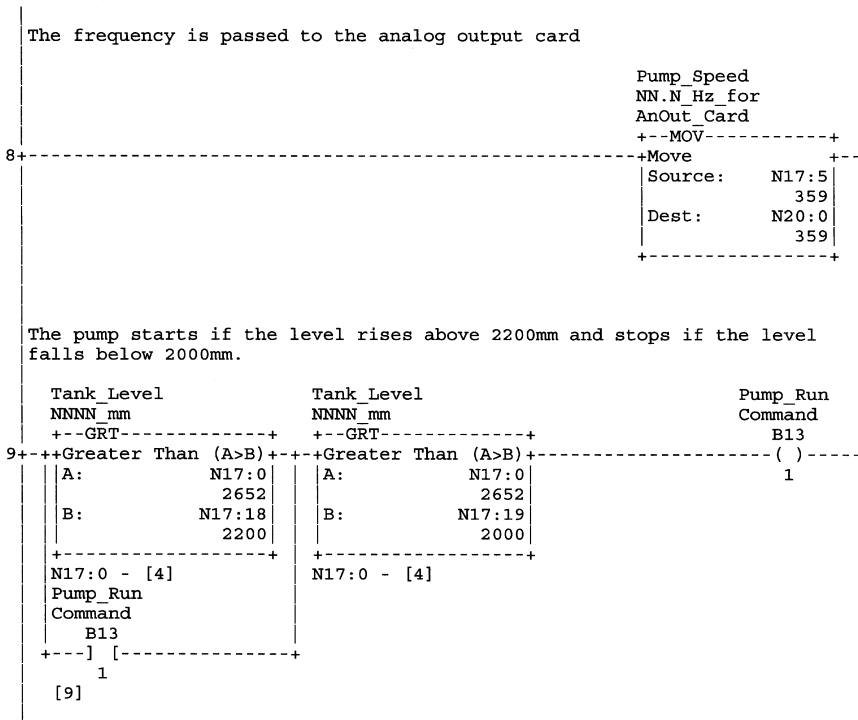 The frequency is passed to the analog output card
Pump_Speed
NN.N_Hz_for
AnOut_Card
+--MOV-----------+
8+-----------------------------------------------+Move +--
|Source: N17:5|
| 359|
|Dest: N20:0|
| 359|
+----------------+
The pump starts if the level rises above 2200mm and stops if the level
falls below 2000mm.
Tank_Level Tank_Level Pump_Run
NNNN_mm NNNN_mm Command
+--GRT-------------+ +--GRT-------------+ B13
9+-++Greater Than (A>B)+-+-+Greater Than (A>B)+--------------------( )-----
||A: N17:0| | |A: N17:0| 1
|| 2652| | | 2652|
||B: N17:18| | |B: N17:19|
|| 2200| | | 2000|
|+------------------+ | +------------------+
|N17:0 - [4] | N17:0 - [4]
|Pump_Run |
|Command |
| B13 |
+---] [---------------+
1
[9]